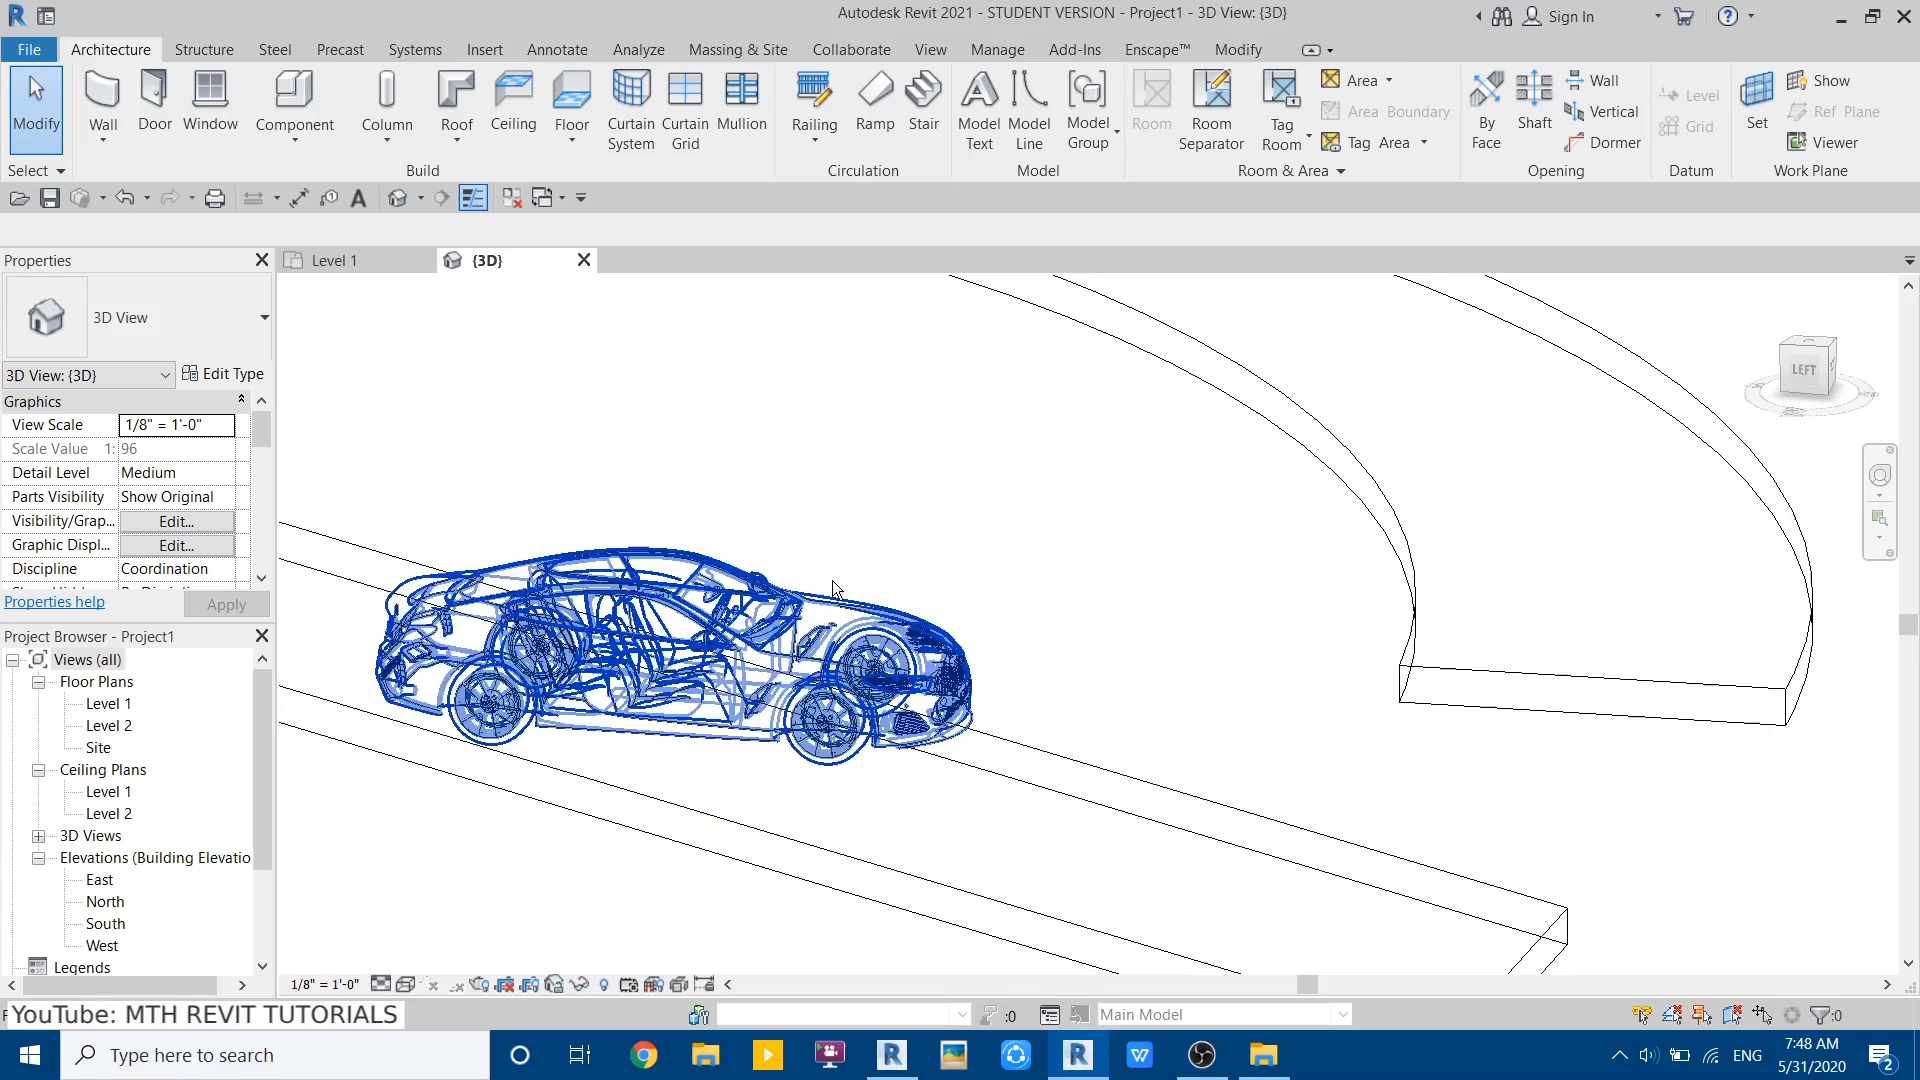 Autodesk Revit 2021 - STUDENT VERSION - Project1 - 3D View: {3D}
Sign In
File Architecture Structure Steel Precast Systems Insert Annotate Analyze Massing & Site Collaborate View Manage Add-Ins Enscape™ Modify
Modify
Wall
Door
Window
Component
Column
Roof
Ceiling
Floor
Curtain System
Curtain Grid
Mullion
Railing
Ramp
Stair
Model Text
Model Line
Model Group
Room
Room Separator
Tag Room
Area
Area Boundary
Tag Area
By Face
Shaft
Wall
Vertical
Dormer
Level
Grid
Set
Show
Ref Plane
Viewer
Select
Build
Circulation
Model
Room & Area
Opening
Datum
Work Plane
Properties
Level 1
{3D}
3D View
3D View: {3D}
Edit Type
Graphics
View Scale 1/8" = 1'-0"
Scale Value 1: 96
Detail Level Medium
Parts Visibility Show Original
Visibility/Grap... Edit...
Graphic Displ... Edit...
Discipline Coordination
Properties help
Apply
LEFT
Project Browser - Project1
Views (all)
Floor Plans
Level 1
Level 2
Site
Ceiling Plans
Level 1
Level 2
3D Views
Elevations (Building Elevatio
East
North
South
West
Legends
1/8" = 1'-0"
YouTube: MTH REVIT TUTORIALS
:0
Main Model
:0
Type here to search
ENG
7:48 AM
5/31/2020
2